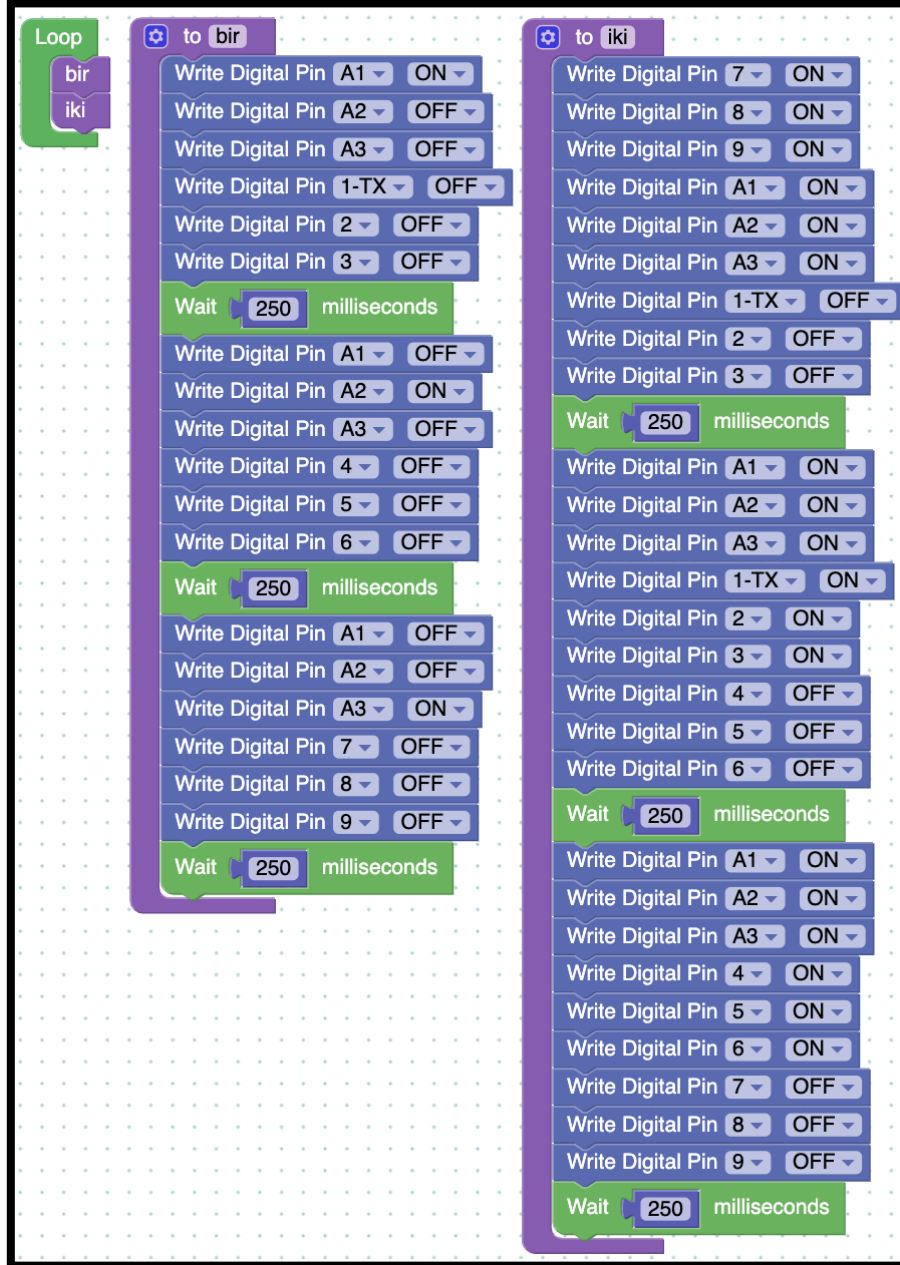 Loop
bir
iki
to bir
Write Digital Pin A1 ON
Write Digital Pin A2 OFF
Write Digital Pin A3 OFF
Write Digital Pin 1-TX OFF
Write Digital Pin 2 OFF
Write Digital Pin 3 OFF
Wait 250 milliseconds
Write Digital Pin A1 OFF
Write Digital Pin A2 ON
Write Digital Pin A3 OFF
Write Digital Pin 4 OFF
Write Digital Pin 5 OFF
Write Digital Pin 6 OFF
Wait 250 milliseconds
Write Digital Pin A1 OFF
Write Digital Pin A2 OFF
Write Digital Pin A3 ON
Write Digital Pin 7 OFF
Write Digital Pin 8 OFF
Write Digital Pin 9 OFF
Wait 250 milliseconds
to iki
Write Digital Pin 7 ON
Write Digital Pin 8 ON
Write Digital Pin 9 ON
Write Digital Pin A1 ON
Write Digital Pin A2 ON
Write Digital Pin A3 ON
Write Digital Pin 1-TX OFF
Write Digital Pin 2 OFF
Write Digital Pin 3 OFF
Wait 250 milliseconds
Write Digital Pin A1 ON
Write Digital Pin A2 ON
Write Digital Pin A3 ON
Write Digital Pin 1-TX ON
Write Digital Pin 2 ON
Write Digital Pin 3 ON
Write Digital Pin 4 OFF
Write Digital Pin 5 OFF
Write Digital Pin 6 OFF
Wait 250 milliseconds
Write Digital Pin A1 ON
Write Digital Pin A2 ON
Write Digital Pin A3 ON
Write Digital Pin 4 ON
Write Digital Pin 5 ON
Write Digital Pin 6 ON
Write Digital Pin 7 OFF
Write Digital Pin 8 OFF
Write Digital Pin 9 OFF
Wait 250 milliseconds